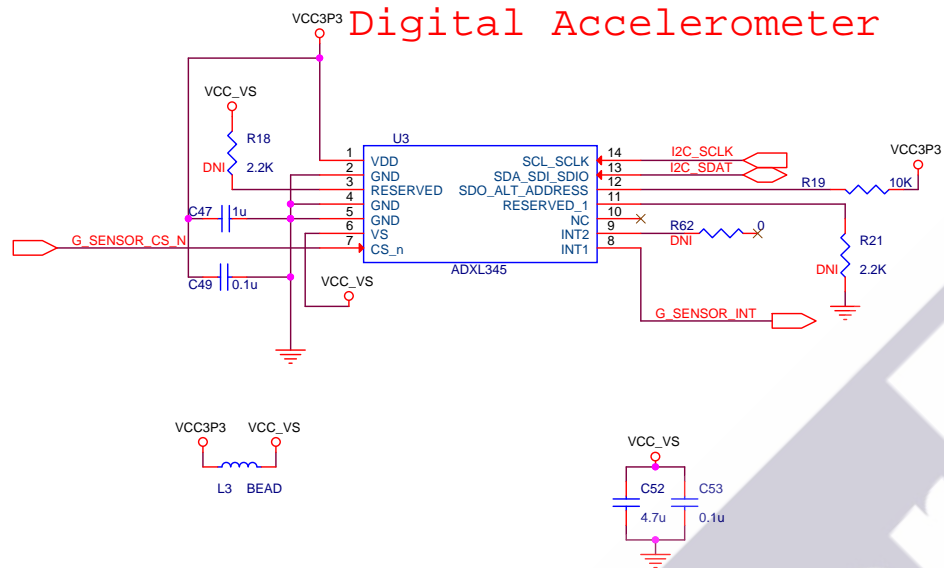 Digital Accelerometer
VCC3P3
VCC_VS
R18
DNI
2.2K
U3
1
2
3
4
5
6
7
VDD
GND
RESERVED
GND
GND
VS
CS_n
SCL_SCLK
SDA_SDI_SDIO
SDO_ALT_ADDRESS
RESERVED_1
NC
INT2
INT1
14
13
12
11
10
9
8
ADXL345
I2C_SCLK
I2C_SDAT
VCC3P3
R19
10K
R62
0
DNI
R21
DNI
2.2K
C47
1u
G_SENSOR_CS_N
C49
0.1u
VCC_VS
G_SENSOR_INT
VCC3P3
VCC_VS
L3
BEAD
VCC_VS
C52
C53
4.7u
0.1u